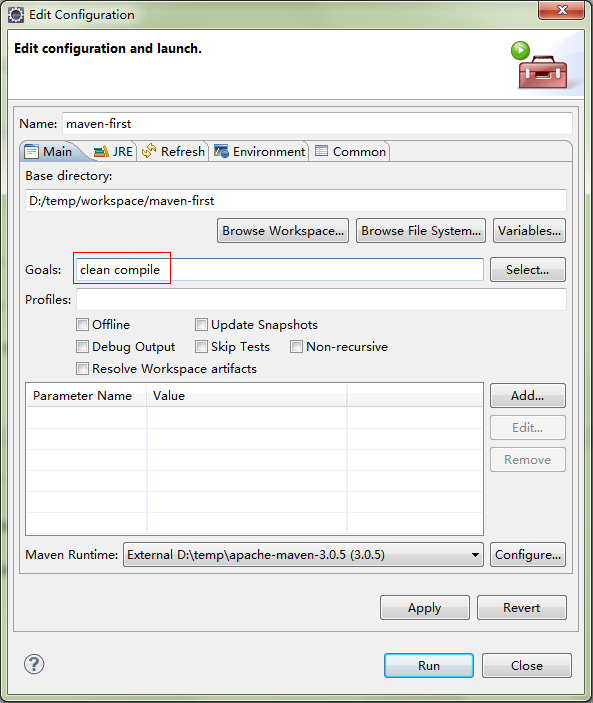 Edit Configuration
Edit configuration and launch.
Name: maven-first
Main JRE Refresh Environment Common
Base directory:
D:/temp/workspace/maven-first
Browse Workspace... Browse File System... Variables...
Goals: clean compile Select...
Profiles:
Offline Update Snapshots
Debug Output Skip Tests Non-recursive
Resolve Workspace artifacts
Parameter Name Value Add...
Edit...
Remove
Maven Runtime: External D:\temp\apache-maven-3.0.5 (3.0.5) Configure...
Apply Revert
? Run Close